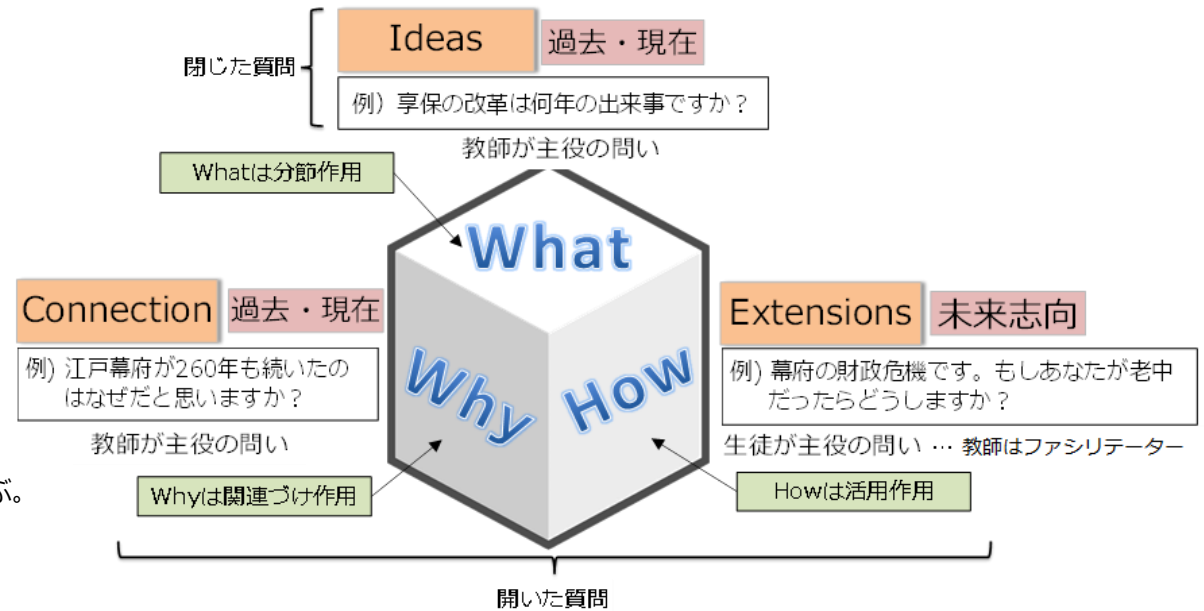 Ideas
過去・現在
閉じた質問
例）享保の改革は何年の出来事ですか？
教師が主役の問い
Whatは分節作用
What
Connection
過去・現在
例）江戸幕府が260年も続いたの
はなぜだと思いますか？
教師が主役の問い
Why
How
Extensions
未来志向
例）幕府の財政危機です。もしあなたが老中
だったらどうしますか？
生徒が主役の問い … 教師はファシリテーター
ぶ。
Whyは関連づけ作用
Howは活用作用
開いた質問